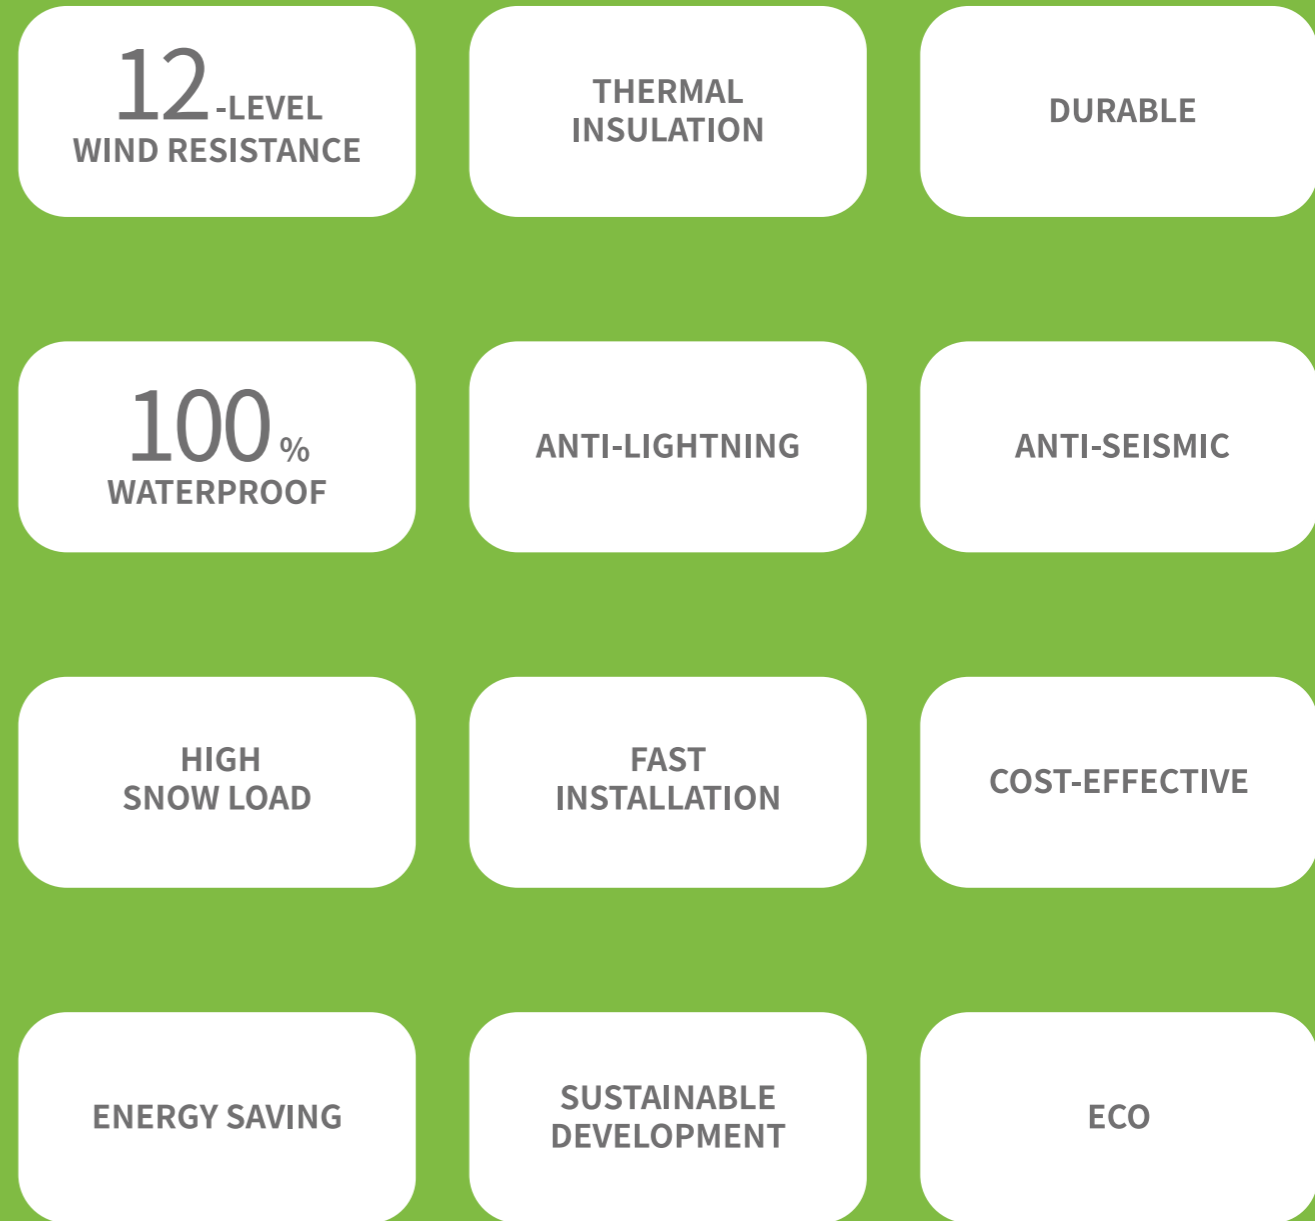 12-LEVEL
WIND RESISTANCE
THERMAL
INSULATION
DURABLE
100%
WATERPROOF
ANTI-LIGHTNING
ANTI-SEISMIC
HIGH
SNOW LOAD
FAST
INSTALLATION
COST-EFFECTIVE
ENERGY SAVING
SUSTAINABLE
DEVELOPMENT
ECO